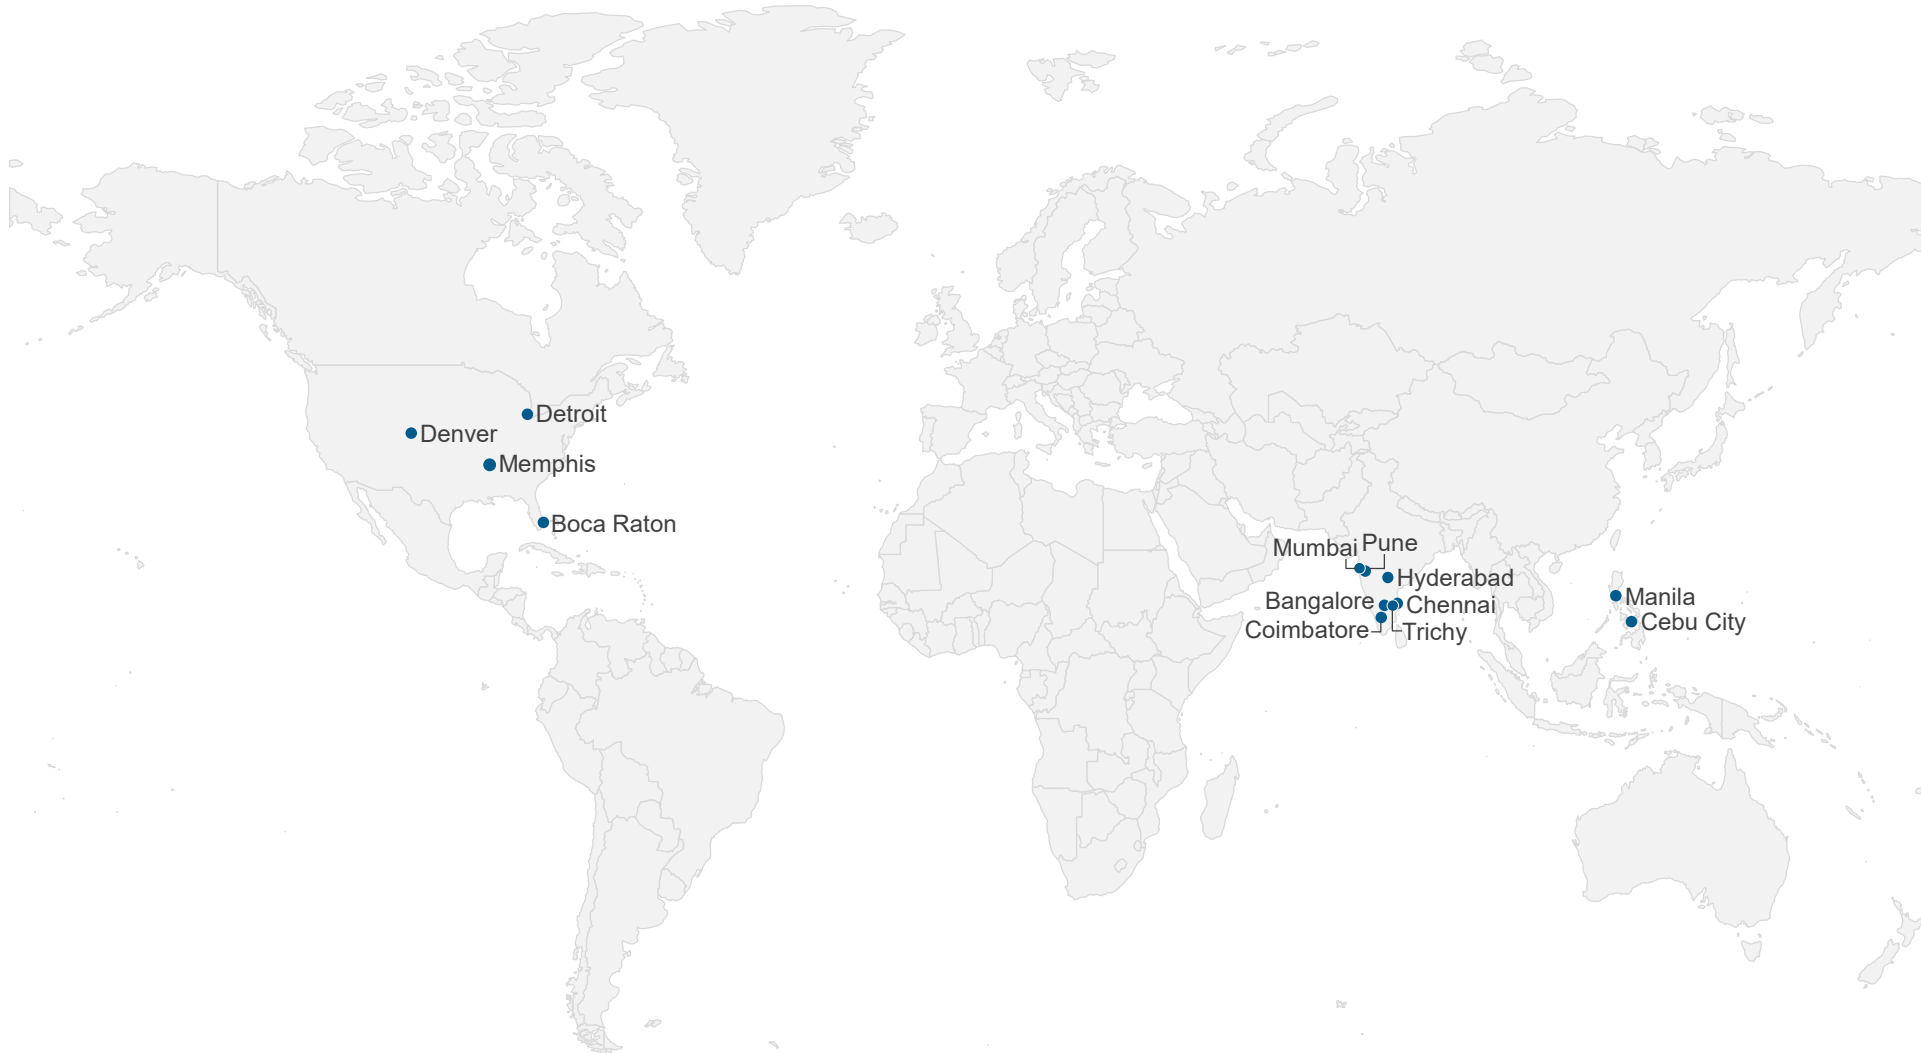 Detroit
Denver
Memphis
Boca Raton
Mumbai
Pune
Hyderabad
Bangalore
Chennai
Coimbatore
Trichy
Manila
Cebu City